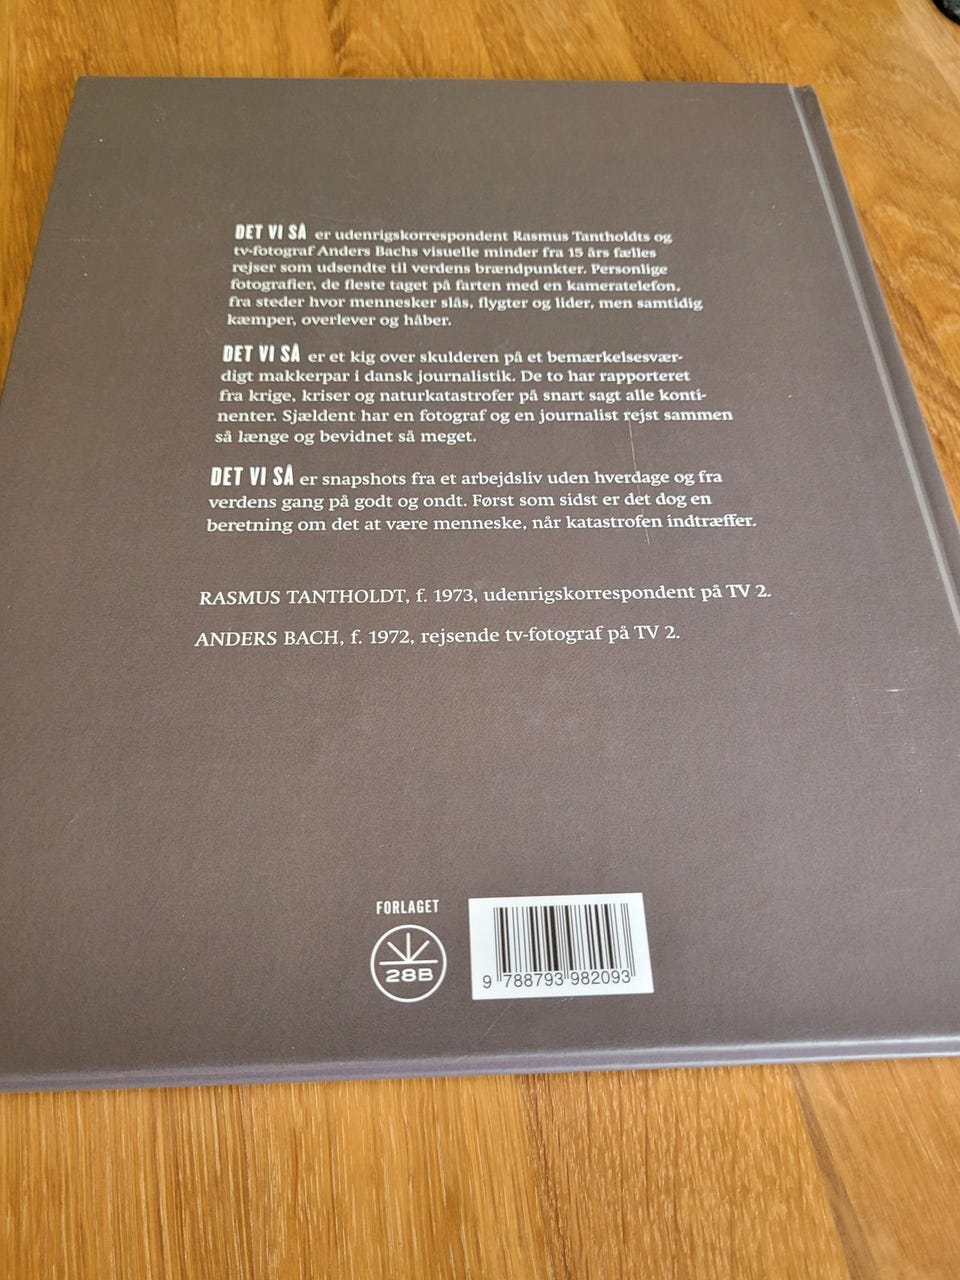 DET VI SÅ er udenrigskorrespondent Rasmus Tantholdts og
tv-fotograf Anders Bachs visuelle minder fra 15 års fælles
rejser som udsendte til verdens brændpunkter. Personlige
fotografier, de fleste taget på farten med en kameratelefon,
fra steder hvor mennesker slås, flygter og lider, men samtidig
kæmper, overlever og håber.
DET VI SÅ er et kig over skulderen på et bemærkelsesvær-
digt makkerpar i dansk journalistik. De to har rapporteret
fra krige, kriser og naturkatastrofer på snart sagt alle konti-
nenter. Sjældent har en fotograf og en journalist rejst sammen
så længe og bevidnet så meget.
DET VI SÅ er snapshots fra et arbejdsliv uden hverdage og fra
verdens gang på godt og ondt. Først som sidst er det dog en
beretning om det at være menneske, når katastrofen indtræffer.
RASMUS TANTHOLDT, f. 1973, udenrigskorrespondent på TV 2.
ANDERS BACH, f. 1972, rejsende tv-fotograf på TV 2.
FORLAGET
28B
9 788793 982093